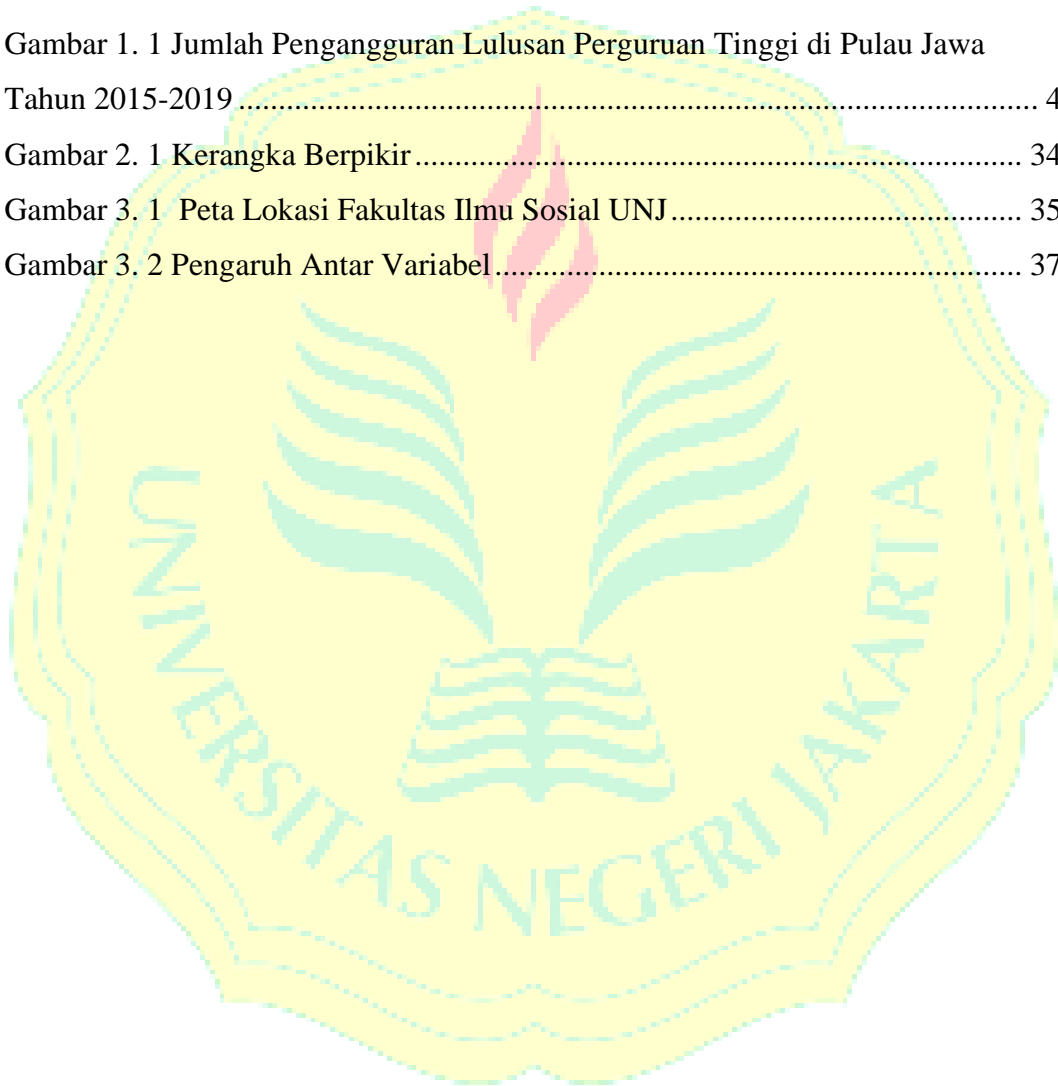 Gambar 1. 1 Jumlah Pengangguran Lulusan Perguruan Tinggi di Pulau Jawa
Tahun 2015-2019 .................................................................................... 4
Gambar 2. 1 Kerangka Berpikir ................................................................ 34
Gambar 3. 1  Peta Lokasi Fakultas Ilmu Sosial UNJ ..................................... 35
Gambar 3. 2 Pengaruh Antar Variabel ....................................................... 37
UNIVERSITAS NEGERI JAKARTA